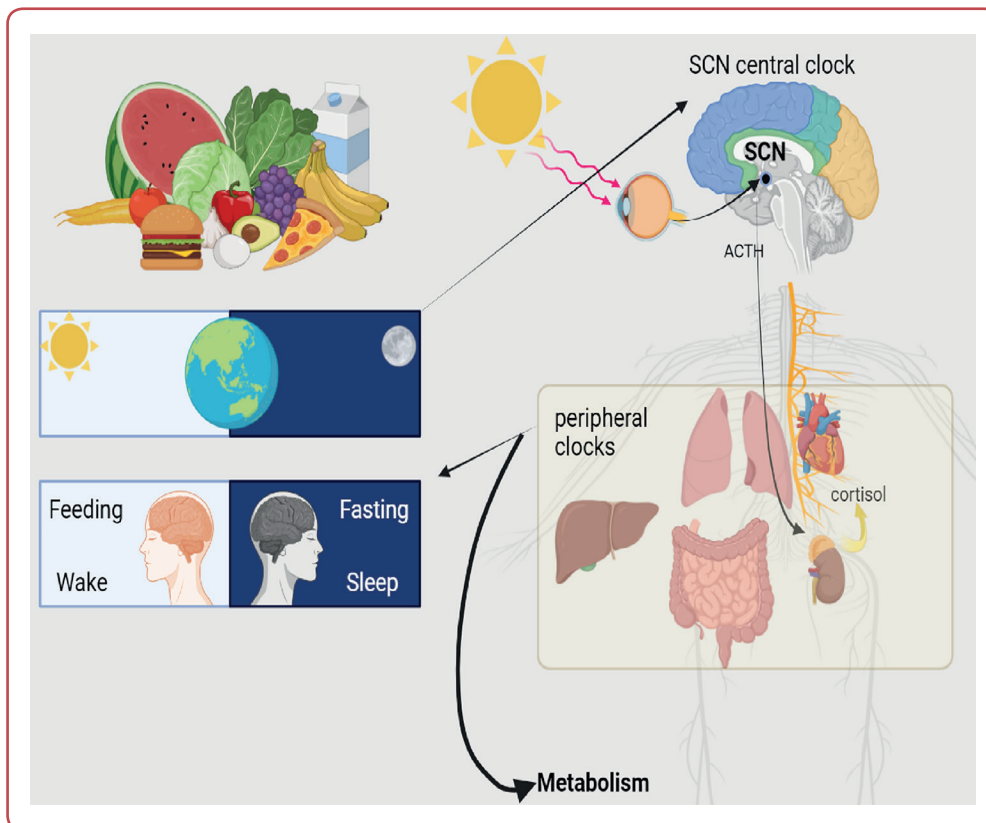 SCN central clock
SCN
ACTH
peripheral
clocks
cortisol
Feeding
Fasting
Wake
Sleep
Metabolism